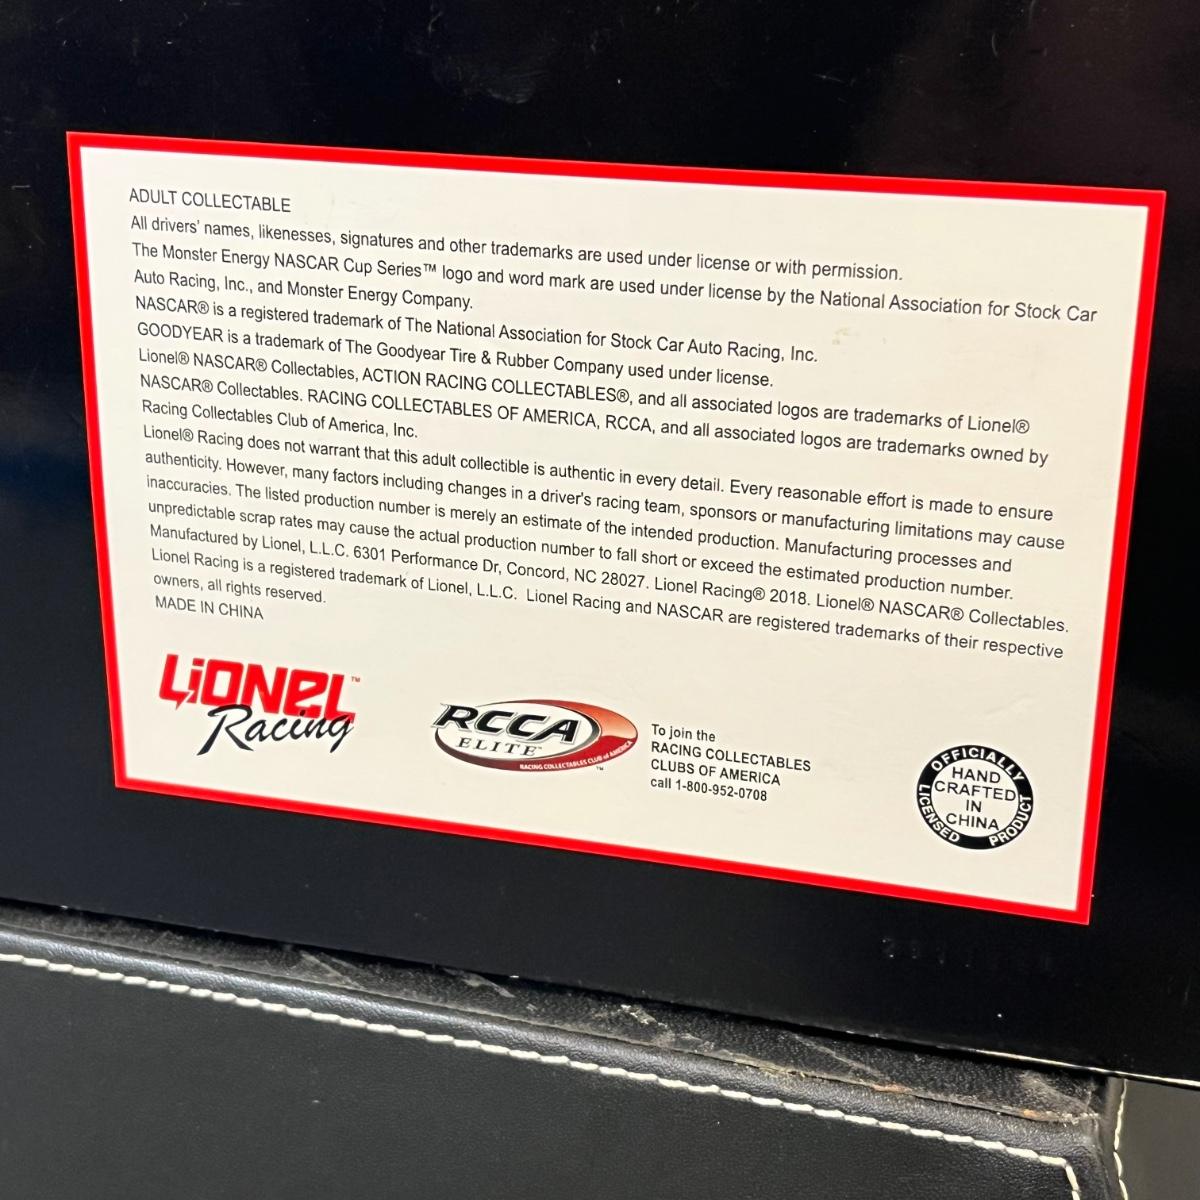 ADULT COLLECTABLE
All drivers' names, likenesses, signatures and other trademarks are used under license or with permission.
The Monster Energy NASCAR Cup Series™ logo and word mark are used under license by the National Association for Stock Car
Auto Racing, Inc., and Monster Energy Company.
NASCAR® is a registered trademark of The National Association for Stock Car Auto Racing, Inc.
GOODYEAR is a trademark of The Goodyear Tire & Rubber Company used under license.
Lionel® NASCAR® Collectables, ACTION RACING COLLECTABLES®, and all associated logos are trademarks of Lionel®
NASCAR® Collectables. RACING COLLECTABLES OF AMERICA, RCCA, and all associated logos are trademarks owned by
Racing Collectables Club of America, Inc.
Lionel® Racing does not warrant that this adult collectible is authentic in every detail. Every reasonable effort is made to ensure
authenticity. However, many factors including changes in a driver's racing team, sponsors or manufacturing limitations may cause
inaccuracies. The listed production number is merely an estimate of the intended production. Manufacturing processes and
unpredictable scrap rates may cause the actual production number to fall short or exceed the estimated production number.
Manufactured by Lionel, L.L.C. 6301 Performance Dr, Concord, NC 28027. Lionel Racing® 2018. Lionel® NASCAR® Collectables.
Lionel Racing is a registered trademark of Lionel, L.L.C. Lionel Racing and NASCAR are registered trademarks of their respective
owners, all rights reserved.
MADE IN CHINA
LiONEL™
Racing
RCCA
ELITE™
RACING COLLECTABLES CLUB of AMERICA
™
To join the
RACING COLLECTABLES
CLUBS OF AMERICA
call 1-800-952-0708
OFFICIALLY
LICENSED
PRODUCT
HAND
CRAFTED
IN
CHINA